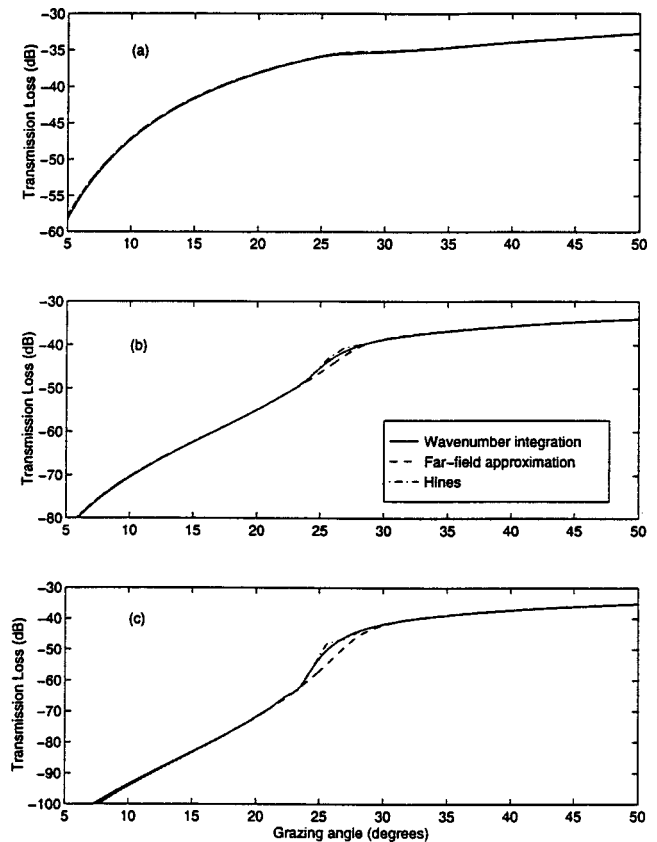 -30
-35
-40
-45
-50
-55
-60
Transmission Loss (dB)
(a)
5 10 15 20 25 30 35 40 45 50
-30
-40
-50
-60
-70
-80
Transmission Loss (dB)
(b)
Wavenumber integration
Far-field approximation
Hines
5 10 15 20 25 30 35 40 45 50
-30
-40
-50
-60
-70
-80
-90
-100
Transmission Loss (dB)
(c)
5 10 15 20 25 30 35 40 45 50
Grazing angle (degrees)